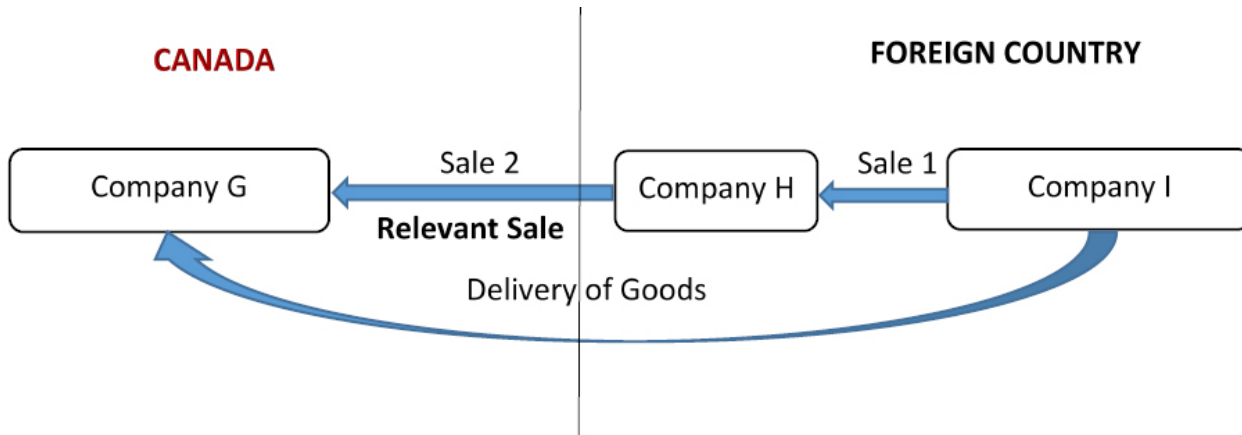 CANADA
FOREIGN COUNTRY
Company G
Sale 2
Relevant Sale
Company H
Sale 1
Company I
Delivery of Goods